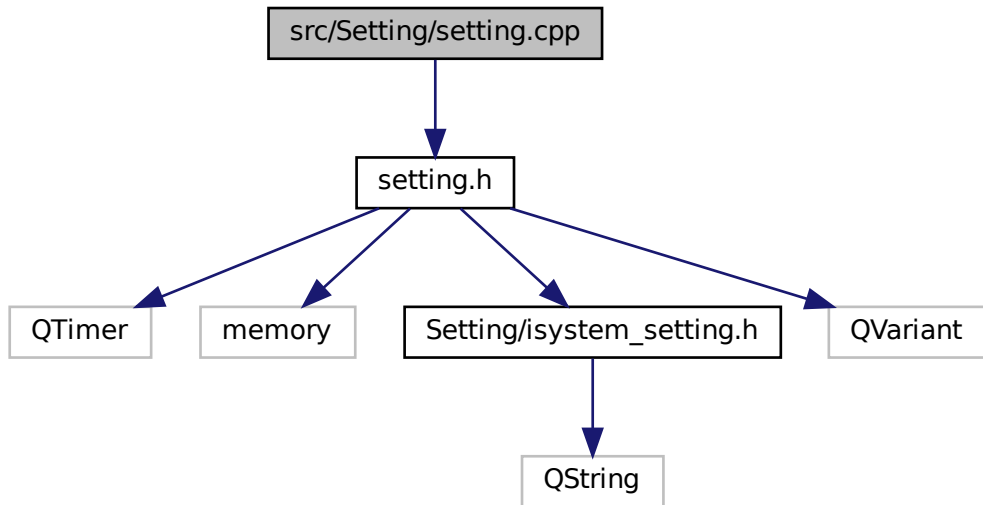 src/Setting/setting.cpp
setting.h
QTimer
memory
Setting/isystem_setting.h
QVariant
QString